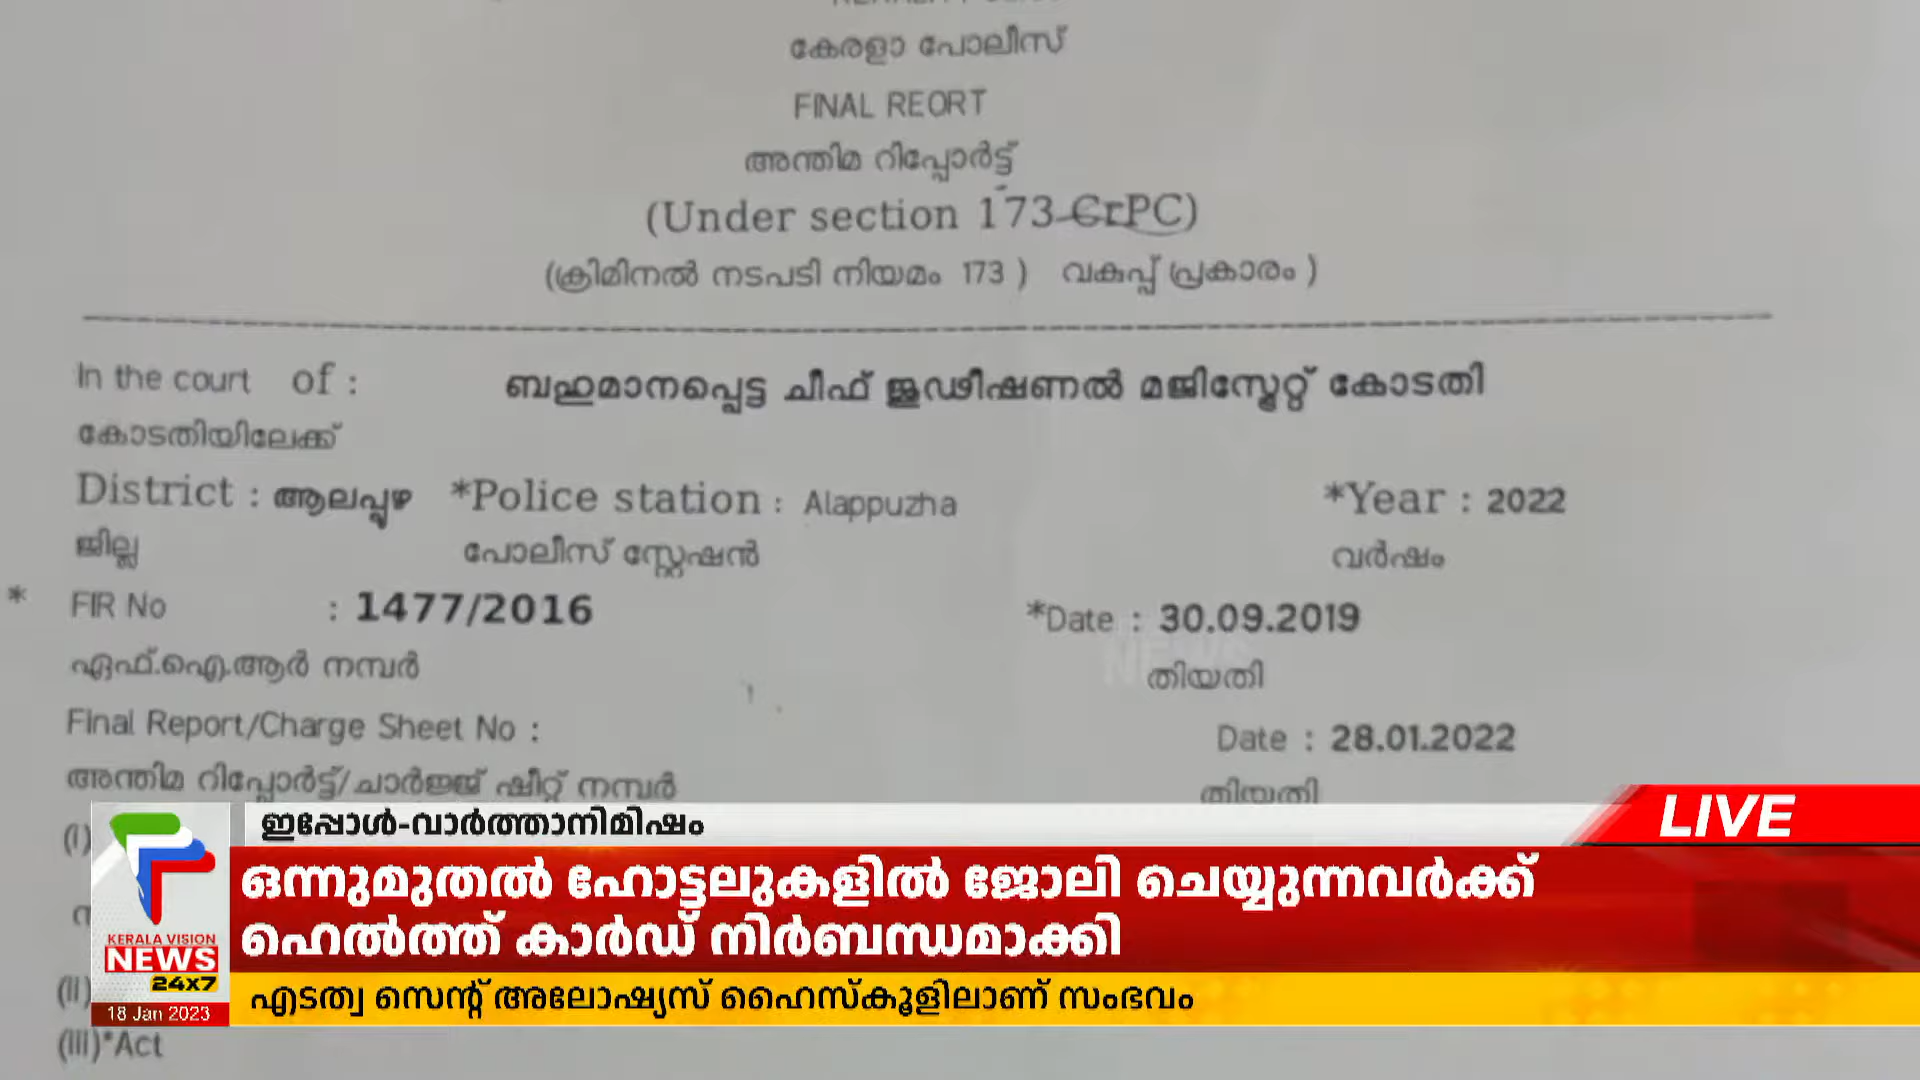 കേരളാ പോലീസ്
FINAL REORT
അന്തിമ റിപ്പോർട്ട്
(Under section 173 CrPC)
(ക്രിമിനൽ നടപടി നിയമം 173 ) വകുപ്പ് പ്രകാരം )
In the court of : ബഹുമാനപ്പെട്ട ചീഫ് ജുഢീഷണൽ മജിസ്ട്രേറ്റ് കോടതി
കോടതിയിലേക്ക്
District : ആലപ്പുഴ *Police station : Alappuzha *Year : 2022
ജില്ല പോലീസ് സ്റ്റേഷൻ വർഷം
* FIR No : 1477/2016 *Date : 30.09.2019
ഏഫ്.ഐ.ആർ നമ്പർ തിയതി
Final Report/Charge Sheet No : Date : 28.01.2022
അന്തിമ റിപ്പോർട്ട്/ചാർജ്ജ് ഷീറ്റ് നമ്പർ തിയതി
(i)
ഇപ്പോൾ-വാർത്താനിമിഷം
LIVE
ഒന്നുമുതൽ ഹോട്ടലുകളിൽ ജോലി ചെയ്യുന്നവർക്ക്
ഹെൽത്ത് കാർഡ് നിർബന്ധമാക്കി
KERALA VISION
NEWS
24x7
18 Jan 2023
എടത്വ സെന്റ് അലോഷ്യസ് ഹൈസ്കൂളിലാണ് സംഭവം
(ii)
(iii)*Act